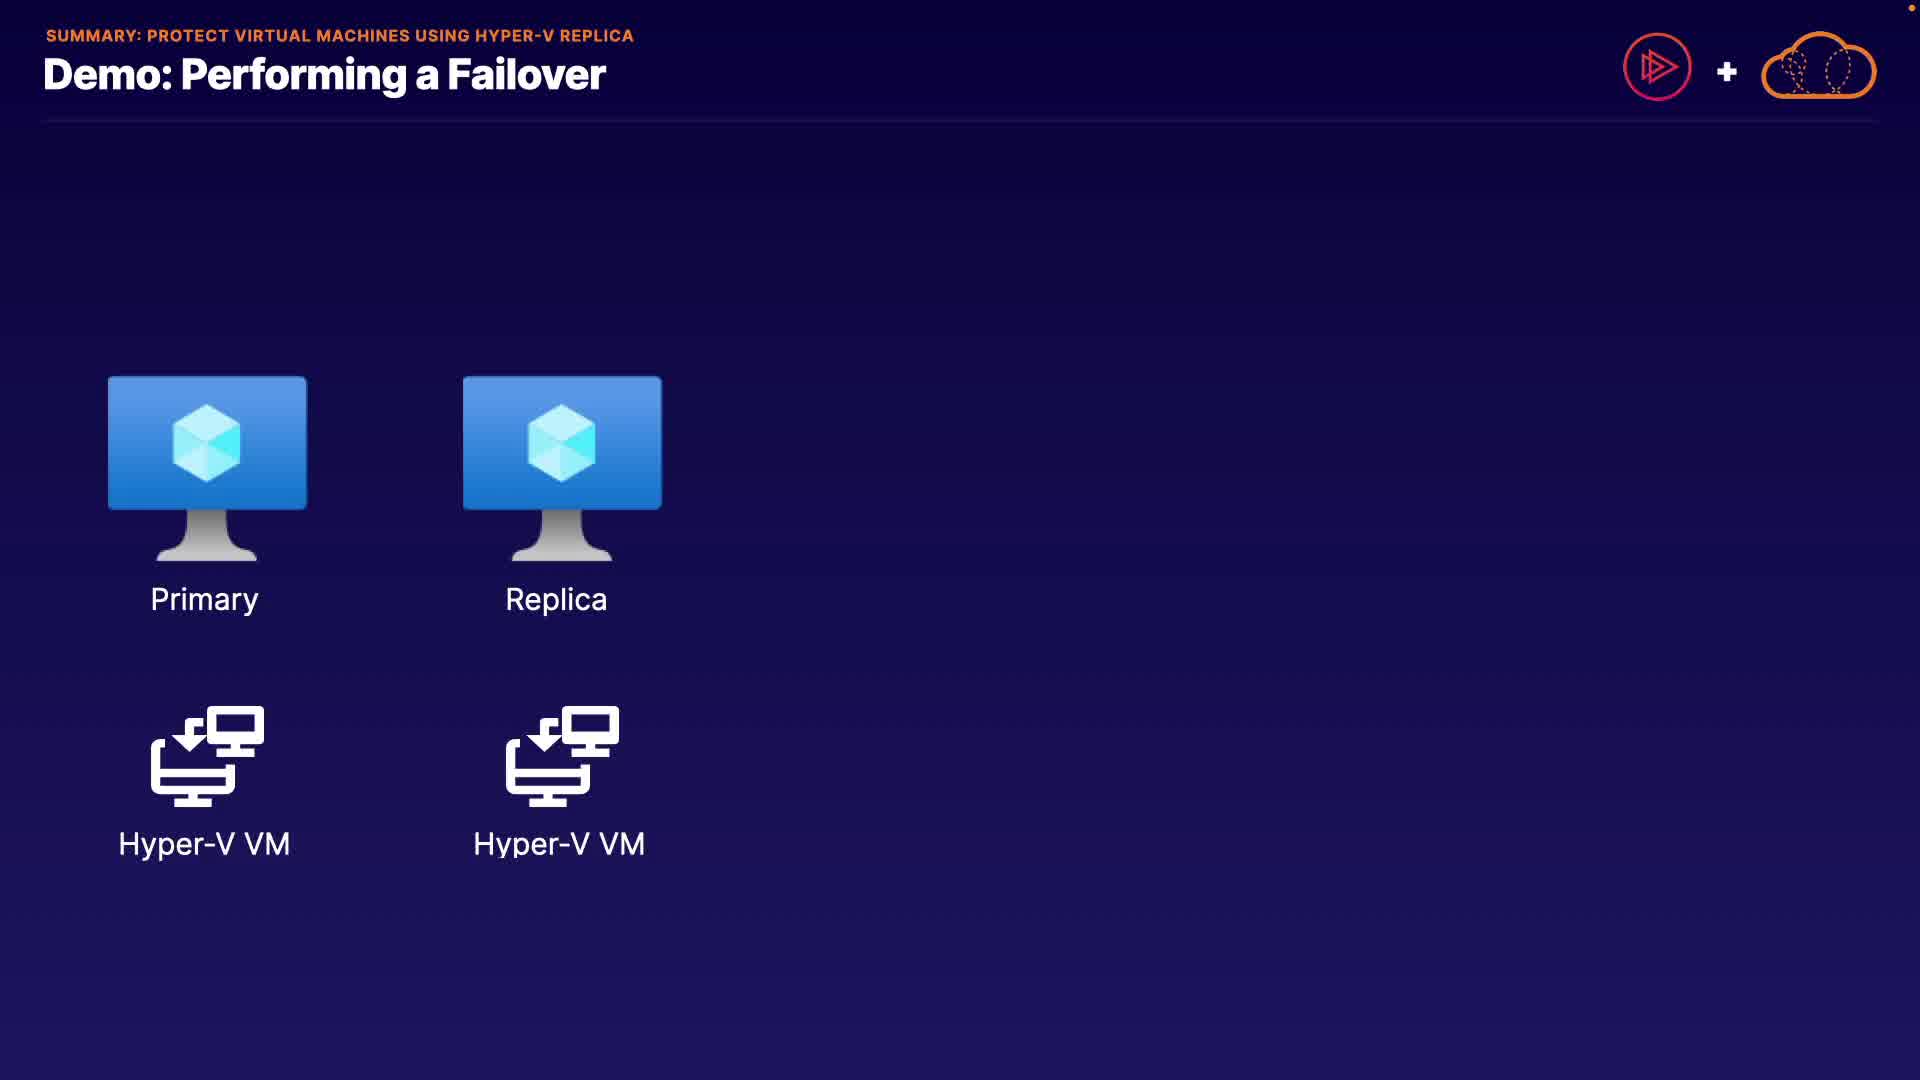 SUMMARY: PROTECT VIRTUAL MACHINES USING HYPER-V REPLICA
Demo: Performing a Failover
Primary
Replica
Hyper-V VM
Hyper-V VM